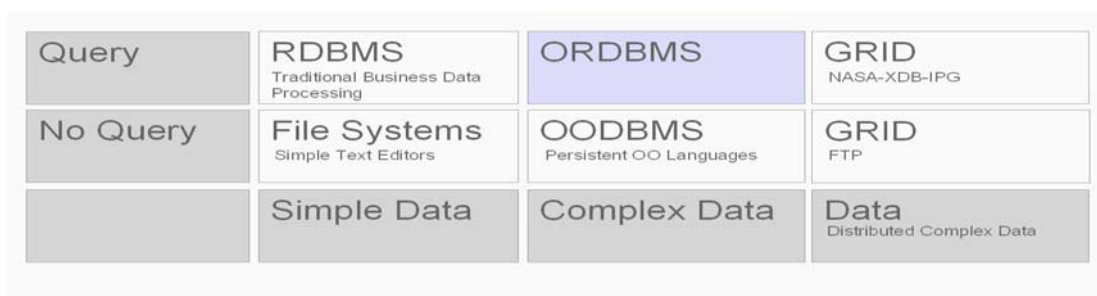 Query
RDBMS
Traditional Business Data
Processing
ORDBMS
GRID
NASA-XDB-IPG
No Query
File Systems
Simple Text Editors
OODBMS
Persistent OO Languages
GRID
FTP
Simple Data
Complex Data
Data
Distributed Complex Data